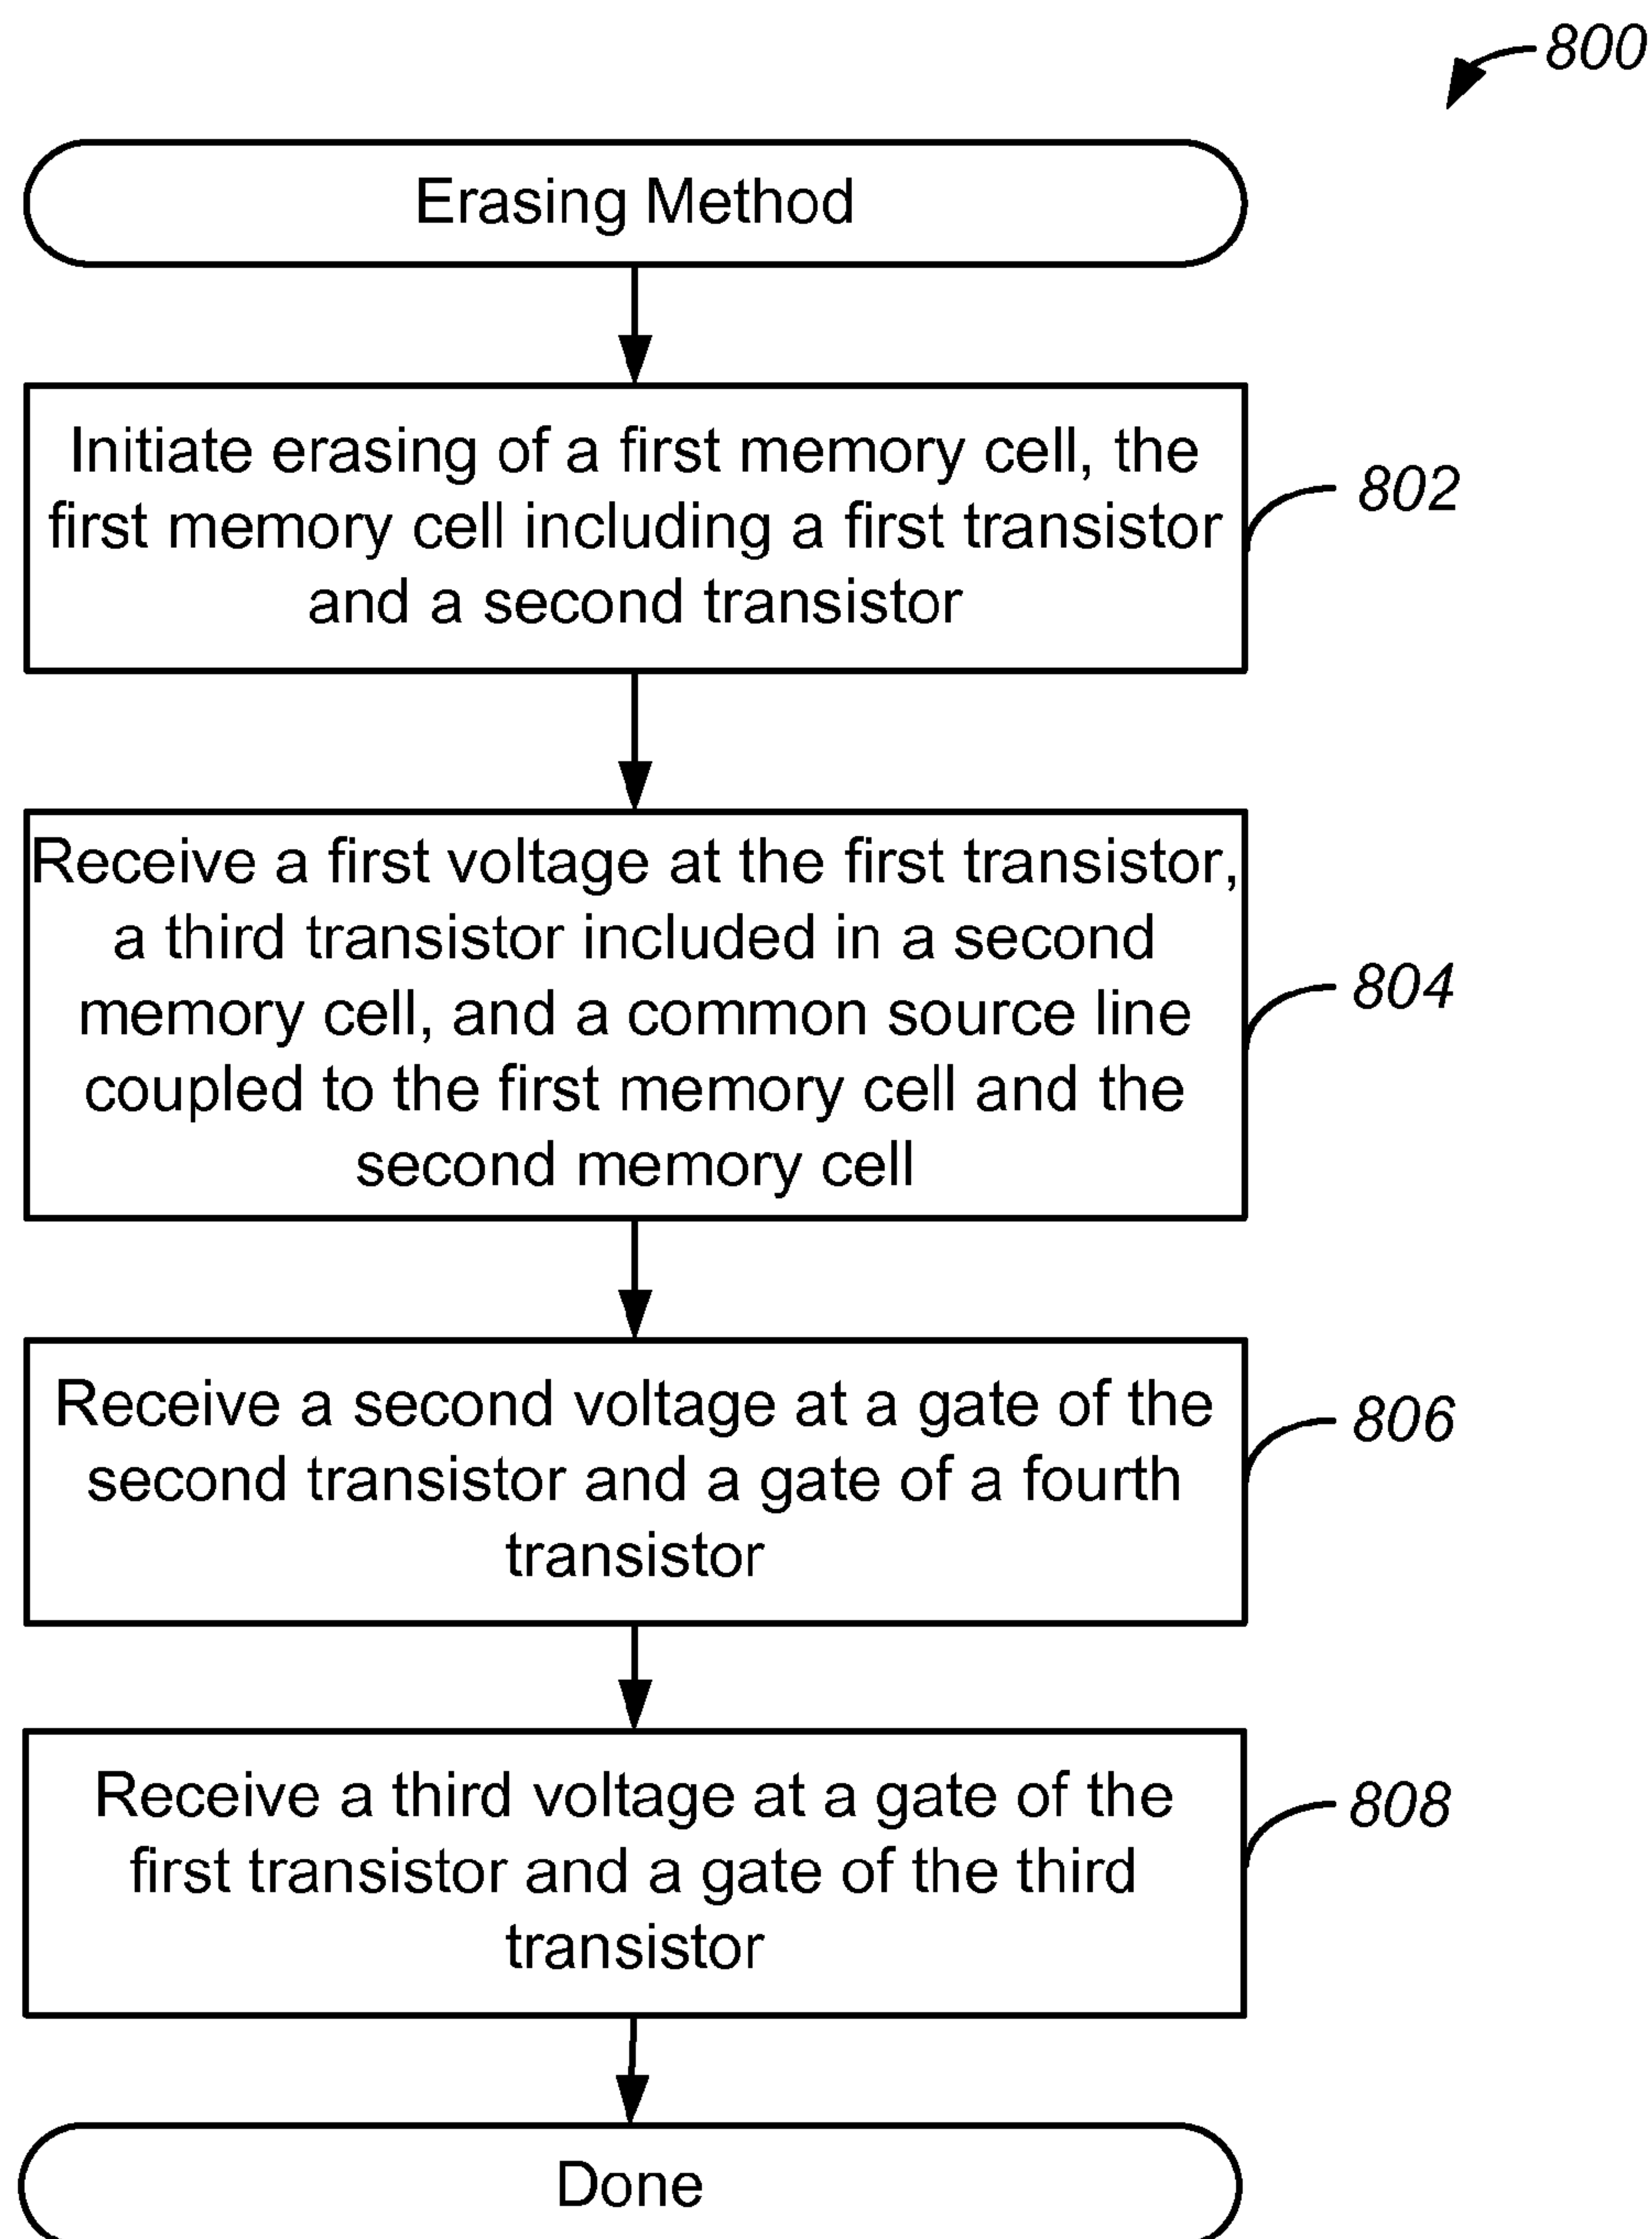 800
Erasing Method
Initiate erasing of a first memory cell, the
first memory cell including a first transistor
and a second transistor
802
Receive a first voltage at the first transistor,
a third transistor included in a second
memory cell, and a common source line
coupled to the first memory cell and the
second memory cell
804
Receive a second voltage at a gate of the
second transistor and a gate of a fourth
transistor
806
Receive a third voltage at a gate of the
first transistor and a gate of the third
transistor
808
Done